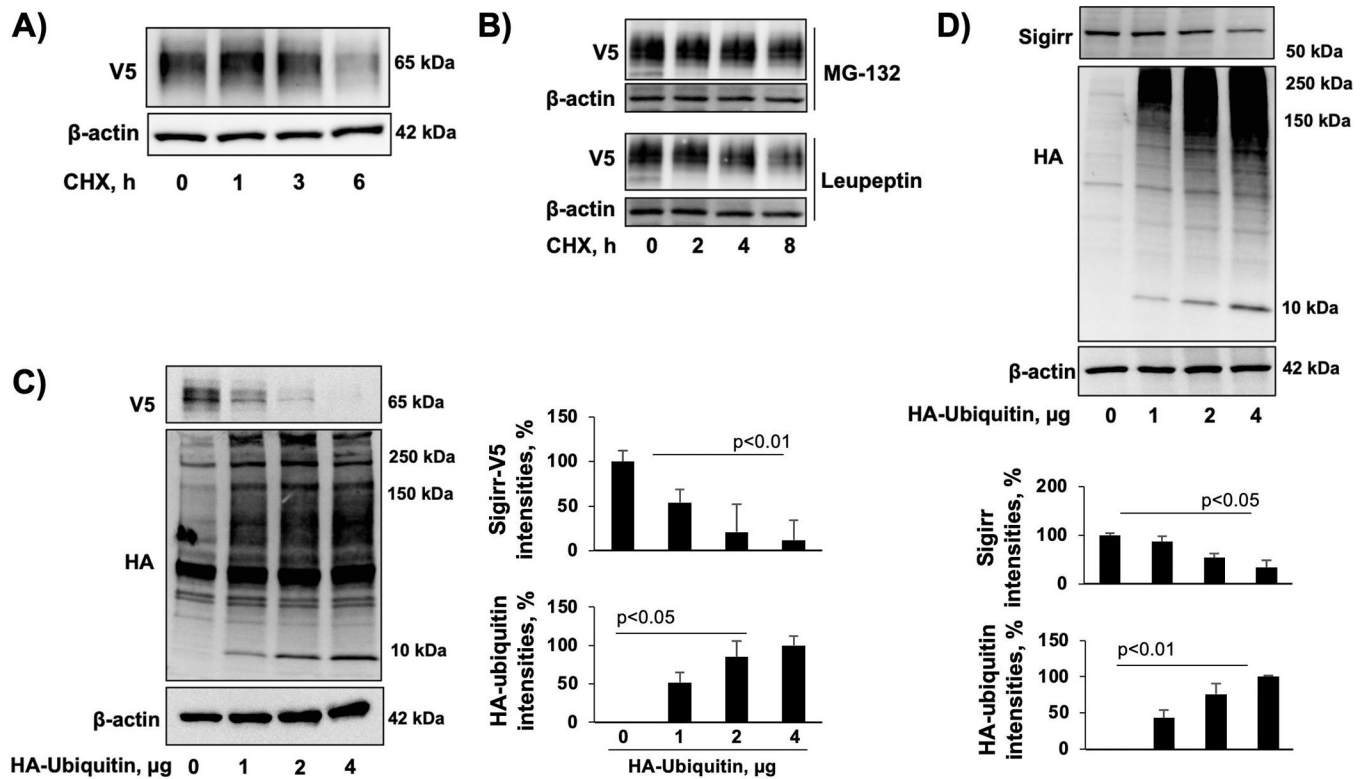 A)
V5
65 kDa
β-actin
42 kDa
CHX, h 0 1 3 6
B)
V5
MG-132
β-actin
V5
Leupeptin
β-actin
CHX, h 0 2 4 8
C)
V5
65 kDa
250 kDa
150 kDa
HA
10 kDa
β-actin
42 kDa
HA-Ubiquitin, µg 0 1 2 4
Sigirr-V5
intensities, %
150
100
50
0
p<0.01
HA-ubiquitin
intensities, %
150
100
50
0
p<0.05
0 1 2 4
HA-Ubiquitin, µg
D)
Sigirr
50 kDa
250 kDa
150 kDa
HA
10 kDa
β-actin
42 kDa
HA-Ubiquitin, µg 0 1 2 4
Sigirr
intensities, %
200
100
0
p<0.05
HA-ubiquitin
intensities, %
150
100
50
0
p<0.01